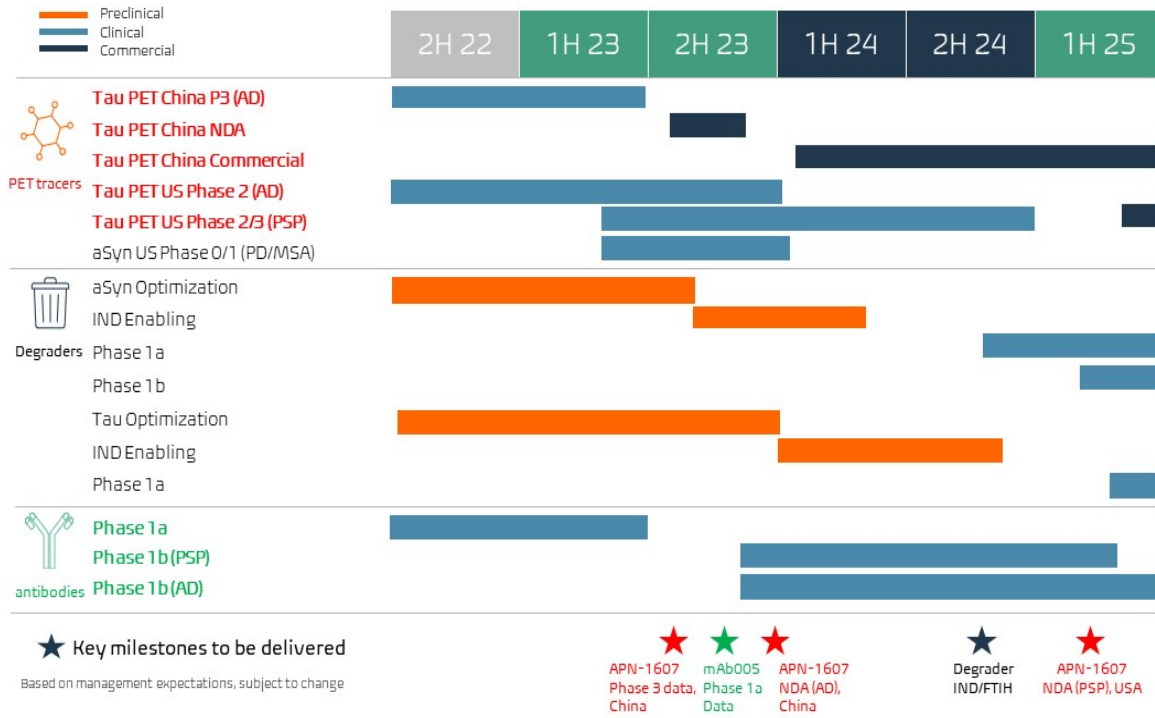 Preclinical
Clinical
Commercial
2H 22 1H 23 2H 23 1H 24 2H 24 1H 25
Tau PET China P3 (AD)
Tau PET China NDA
Tau PET China Commercial
PET tracers
Tau PET US Phase 2 (AD)
Tau PET US Phase 2/3 (PSP)
aSyn US Phase 0/1 (PD/MSA)
aSyn Optimization
IND Enabling
Degraders Phase 1a
Phase 1b
Tau Optimization
IND Enabling
Phase 1a
Phase 1a
Phase 1b (PSP)
antibodies Phase 1b (AD)
Key milestones to be delivered
Based on management expectations, subject to change
APN-1607
Phase 3 data,
China
mAb005
Phase 1a
Data
APN-1607
NDA (AD),
China
Degrader
IND/FTIH
APN-1607
NDA (PSP), USA